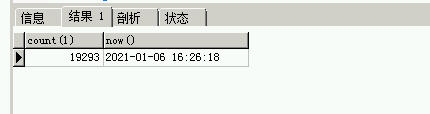 信息 结果 1 剖析 状态
count(1) now()
19293 2021-01-06 16:26:18